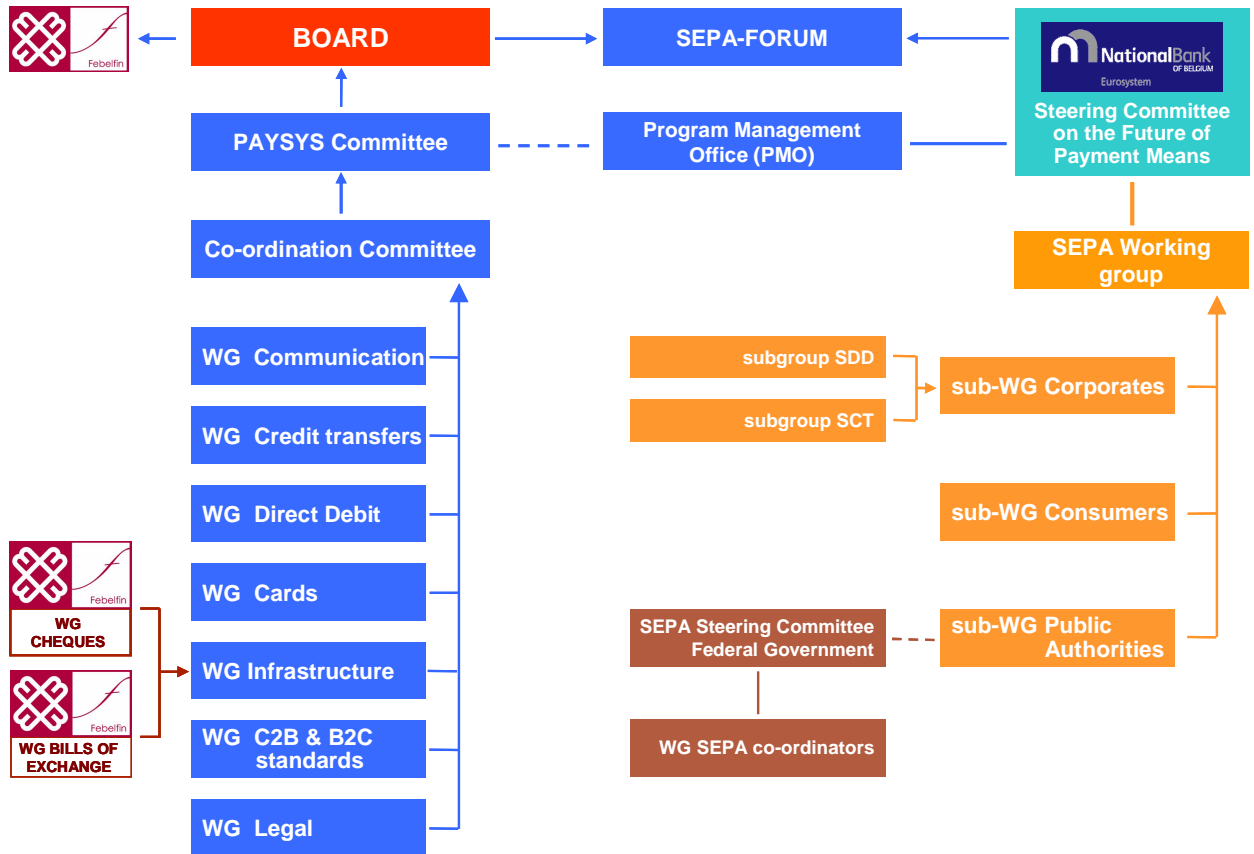 Febelfin
BOARD
SEPA-FORUM
NationalBank
OF BELGIUM
Eurosystem
Steering Committee
on the Future of
Payment Means
PAYSYS Committee
Program Management
Office (PMO)
Co-ordination Committee
SEPA Working
group
WG Communication
WG Credit transfers
WG Direct Debit
WG Cards
WG Infrastructure
WG C2B & B2C
standards
WG Legal
Febelfin
WG
CHEQUES
Febelfin
WG BILLS OF
EXCHANGE
subgroup SDD
subgroup SCT
sub-WG Corporates
sub-WG Consumers
sub-WG Public
Authorities
SEPA Steering Committee
Federal Government
WG SEPA co-ordinators